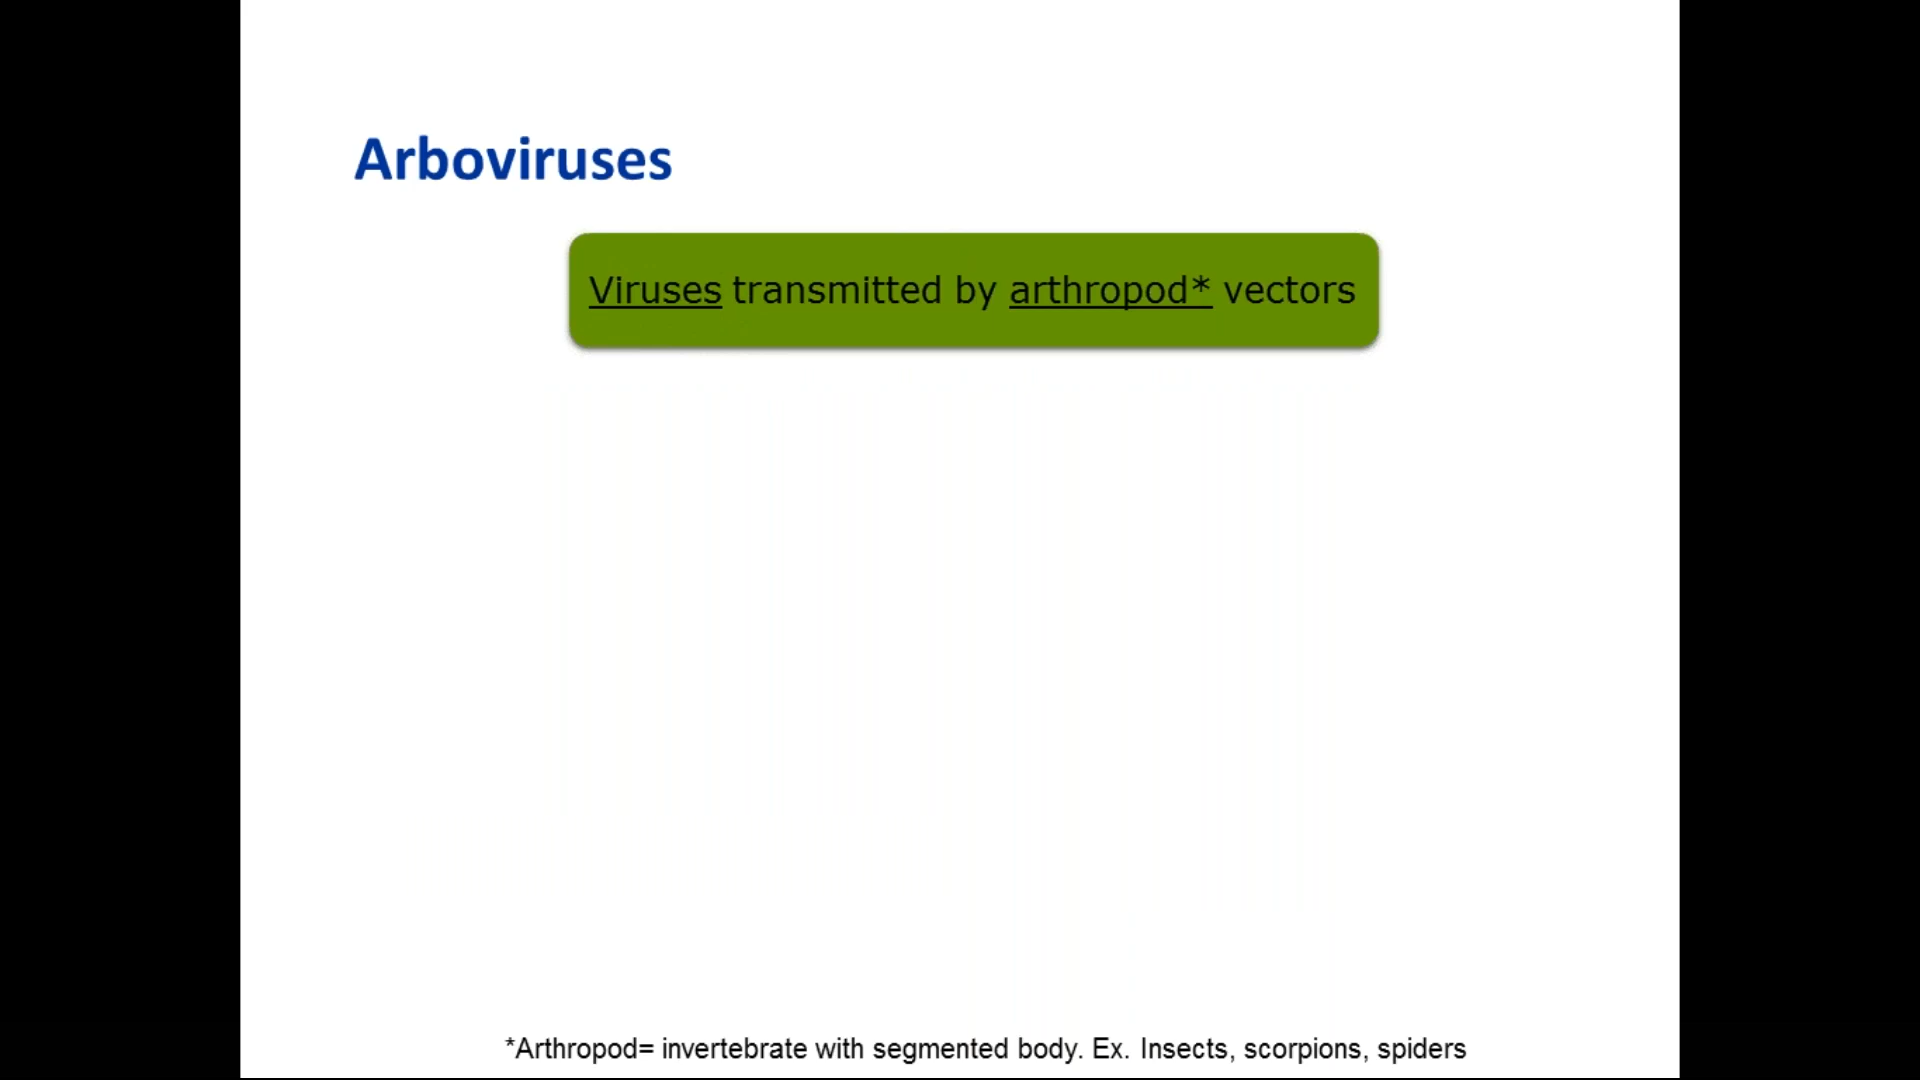 Arboviruses
Viruses transmitted by arthropod* vectors
*Arthropod= invertebrate with segmented body. Ex. Insects, scorpions, spiders